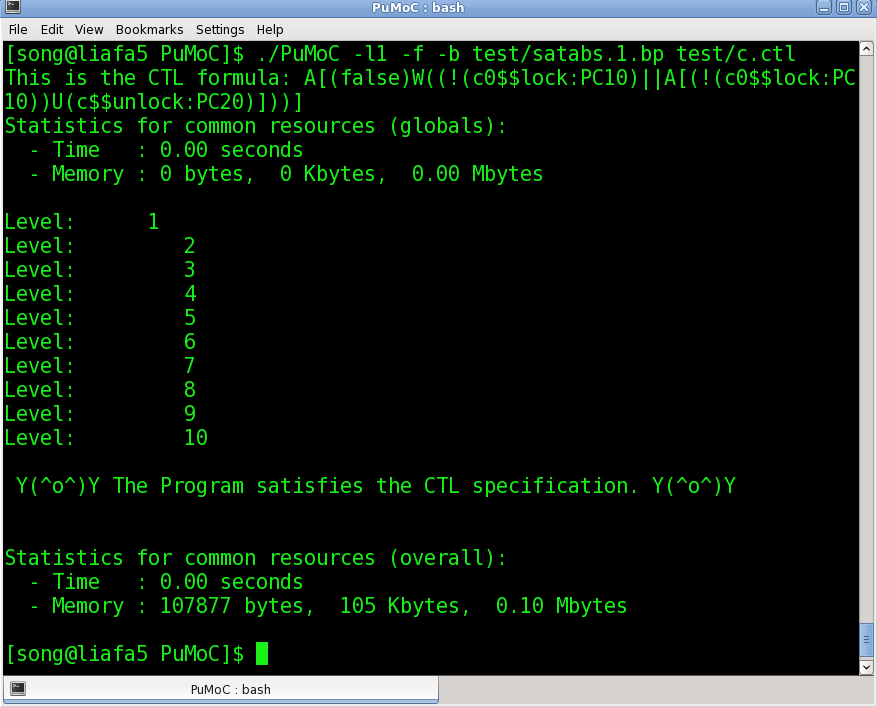 PuMoC : bash
File Edit View Bookmarks Settings Help
[song@liafa5 PuMoC]$ ./PuMoC -l1 -f -b test/satabs.1.bp test/c.ctl
This is the CTL formula: A[(false)W((!(c0$$lock:PC10)||A[(!(c0$$lock:PC
10))U(c$$unlock:PC20)]))]
Statistics for common resources (globals):
  - Time   : 0.00 seconds
  - Memory : 0 bytes,  0 Kbytes,  0.00 Mbytes
Level:      1
Level:         2
Level:         3
Level:         4
Level:         5
Level:         6
Level:         7
Level:         8
Level:         9
Level:         10
 Y(^o^)Y The Program satisfies the CTL specification. Y(^o^)Y
Statistics for common resources (overall):
  - Time   : 0.00 seconds
  - Memory : 107877 bytes,  105 Kbytes,  0.10 Mbytes
[song@liafa5 PuMoC]$
PuMoC : bash